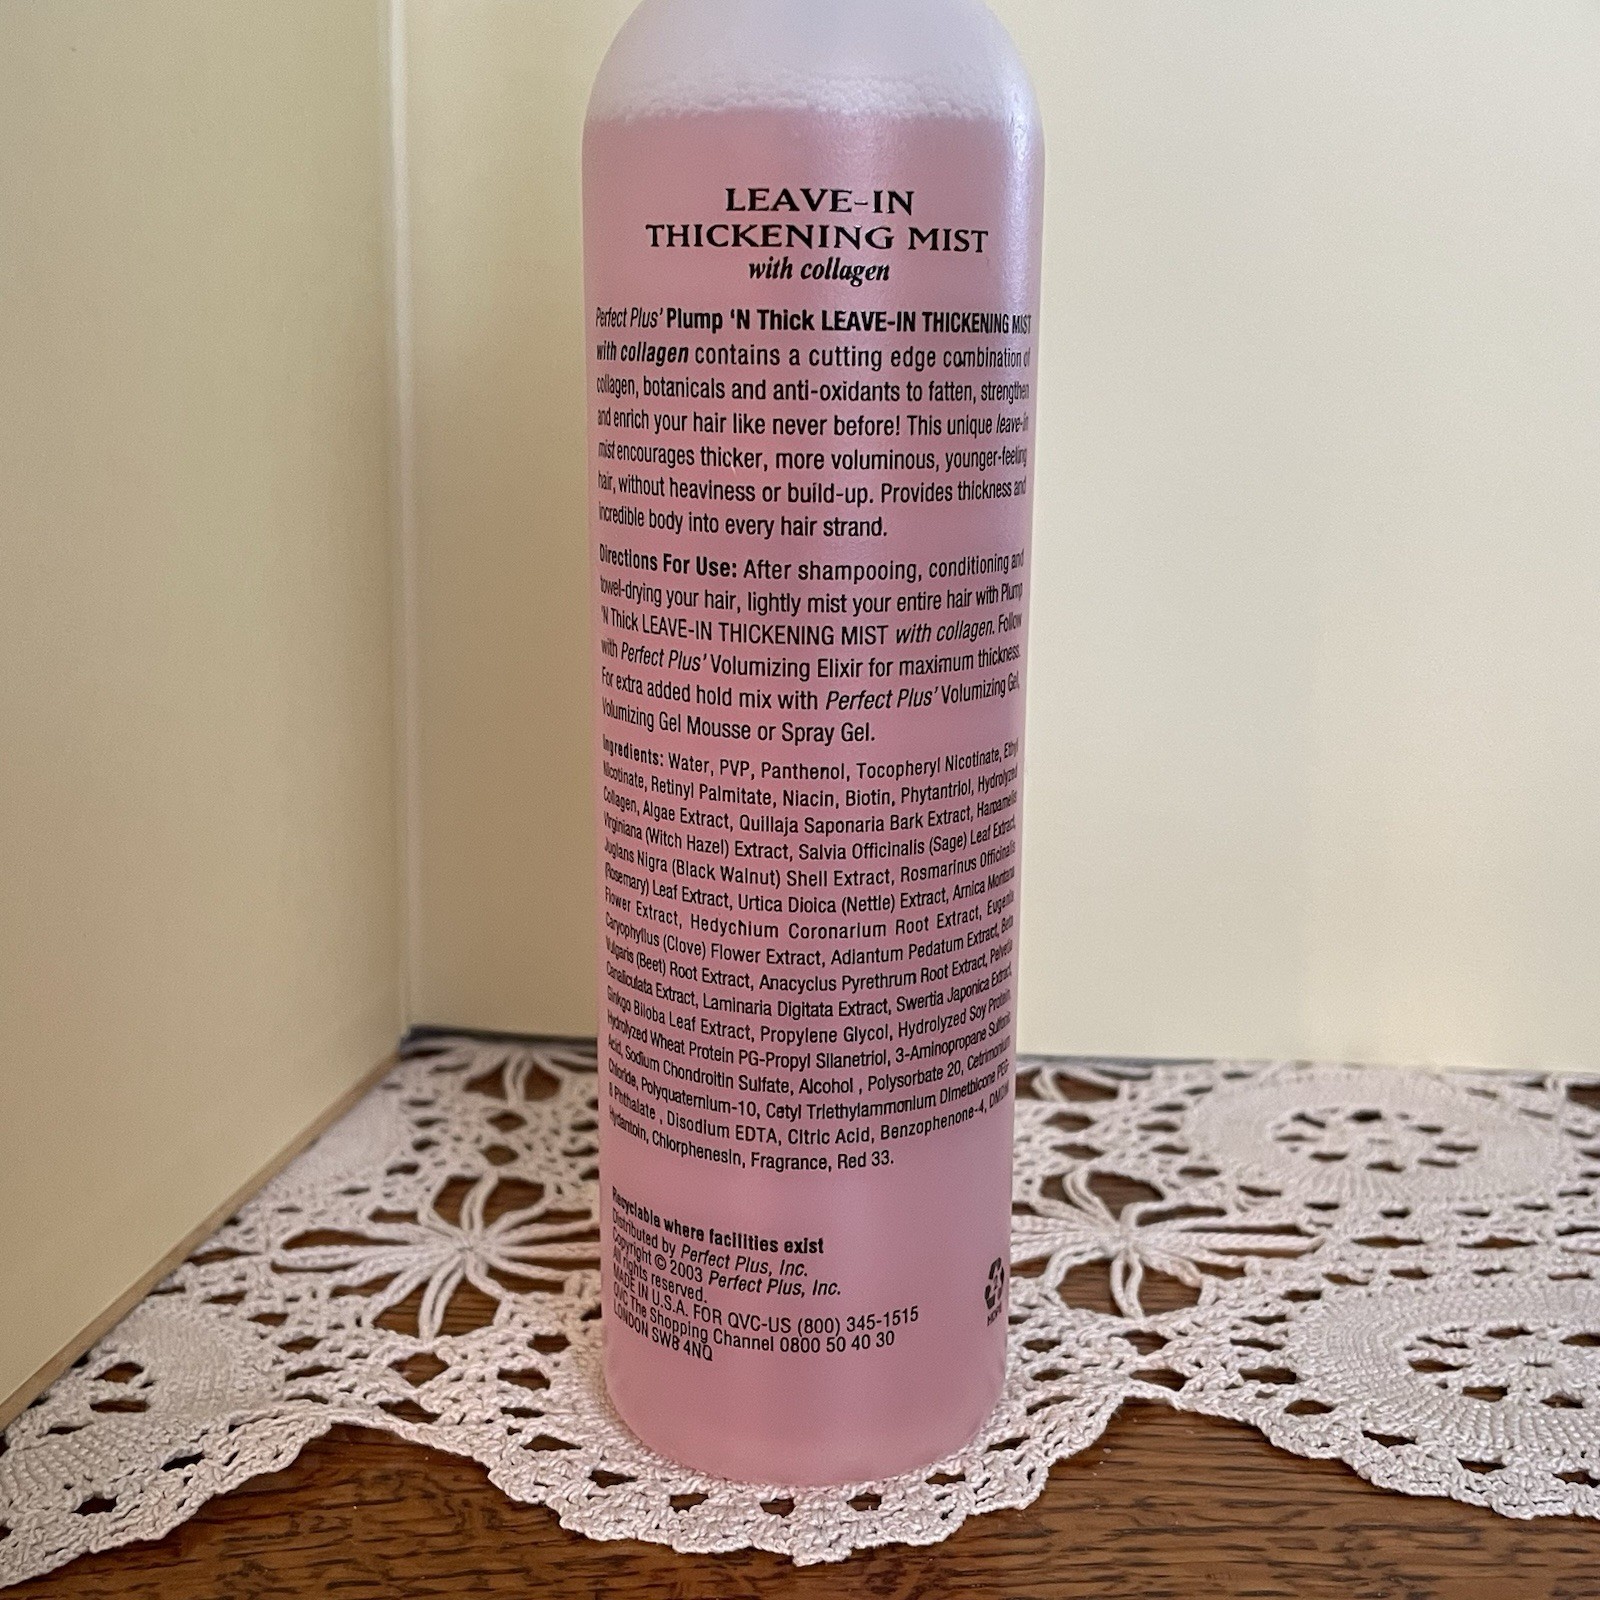 LEAVE-IN
THICKENING MIST
with collagen
Perfect Plus' Plump 'N Thick LEAVE-IN THICKENING MIST
with collagen contains a cutting edge combination of
collagen, botanicals and anti-oxidants to fatten, strengthen
and enrich your hair like never before! This unique leave-in
mist encourages thicker, more voluminous, younger-feeling
hair, without heaviness or build-up. Provides thickness and
incredible body into every hair strand.
Directions For Use: After shampooing, conditioning and
towel-drying your hair, lightly mist your entire hair with Plump
'N Thick LEAVE-IN THICKENING MIST with collagen. Follow
with Perfect Plus' Volumizing Elixir for maximum thickness.
For extra added hold mix with Perfect Plus' Volumizing Gel,
Volumizing Gel Mousse or Spray Gel.
Ingredients: Water, PVP, Panthenol, Tocopheryl Nicotinate, Ethyl
Nicotinate, Retinyl Palmitate, Niacin, Biotin, Phytantriol, Hydrolyzed
Collagen, Algae Extract, Quillaja Saponaria Bark Extract, Hamamelis
Virginiana (Witch Hazel) Extract, Salvia Officinalis (Sage) Leaf Extract,
Juglans Nigra (Black Walnut) Shell Extract, Rosmarinus Officinalis
(Rosemary) Leaf Extract, Urtica Dioica (Nettle) Extract, Arnica Montana
Flower Extract, Hedychium Coronarium Root Extract, Eugenia
Caryophyllus (Clove) Flower Extract, Adiantum Pedatum Extract, Beta
Vulgaris (Beet) Root Extract, Anacyclus Pyrethrum Root Extract, Pelvetia
Canaliculata Extract, Laminaria Digitata Extract, Swertia Japonica Extract,
Ginkgo Biloba Leaf Extract, Propylene Glycol, Hydrolyzed Soy Protein,
Hydrolyzed Wheat Protein PG-Propyl Silanetriol, 3-Aminopropane Sulfonic
Acid, Sodium Chondroitin Sulfate, Alcohol , Polysorbate 20, Cetrimonium
Chloride, Polyquaternium-10, Cetyl Triethylammonium Dimethicone PEG-
8 Phthalate , Disodium EDTA, Citric Acid, Benzophenone-4, DMDM
Hydantoin, Chlorphenesin, Fragrance, Red 33.
Recyclable where facilities exist
Distributed by Perfect Plus, Inc.
Copyright © 2003 Perfect Plus, Inc.
All rights reserved.
MADE IN U.S.A. FOR QVC-US (800) 345-1515
QVC The Shopping Channel 0800 50 40 30
LONDON SW8 4NQ
HDPE